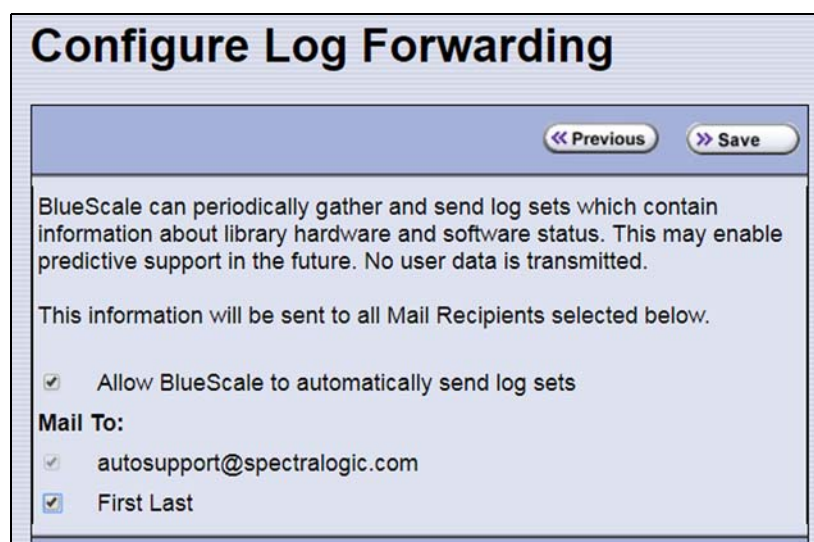 Configure Log Forwarding
Previous
Save
BlueScale can periodically gather and send log sets which contain
information about library hardware and software status. This may enable
predictive support in the future. No user data is transmitted.
This information will be sent to all Mail Recipients selected below.
Allow BlueScale to automatically send log sets
Mail To:
autosupport@spectralogic.com
First Last